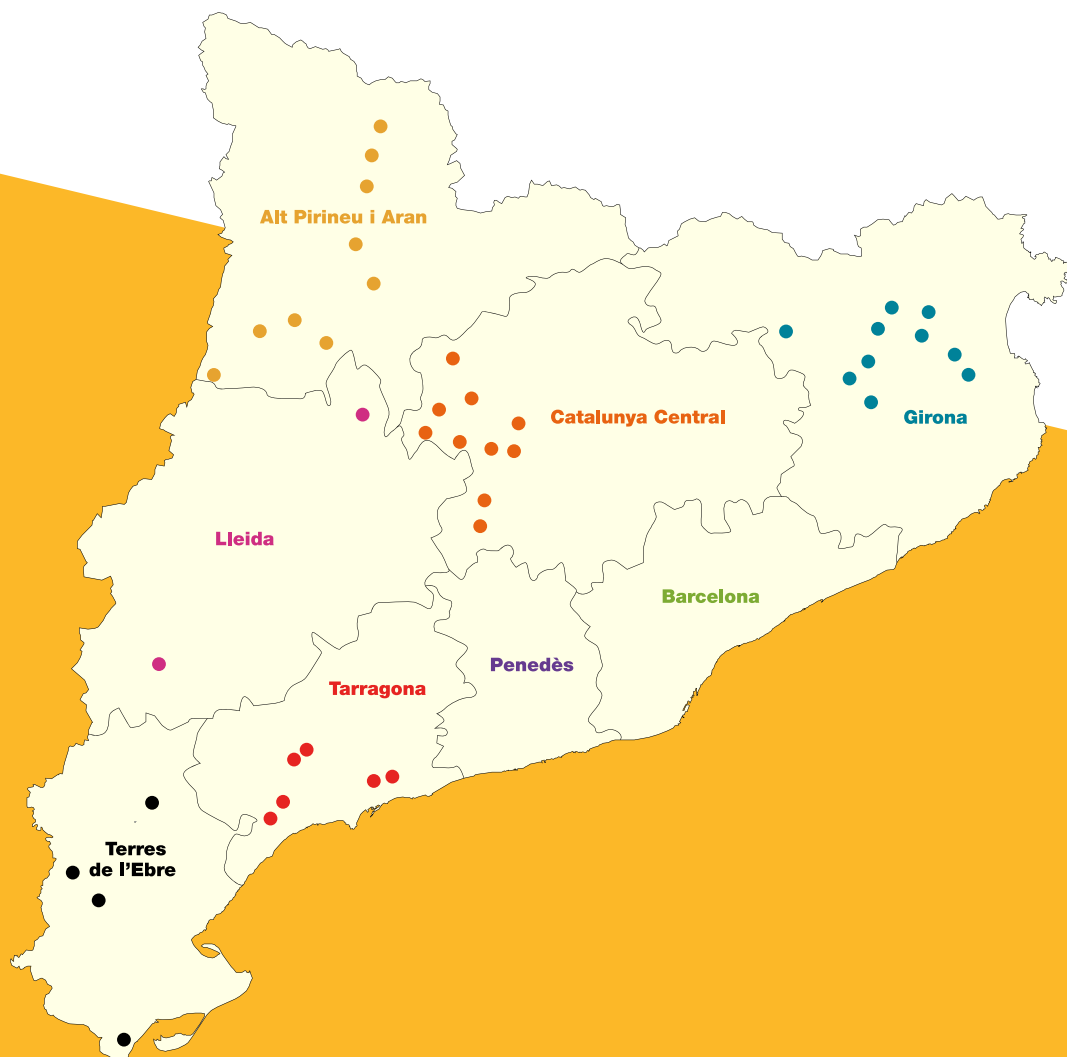 Alt Pirineu i Aran
Catalunya Central
Girona
Lleida
Barcelona
Penedès
Tarragona
Terres
de l'Ebre